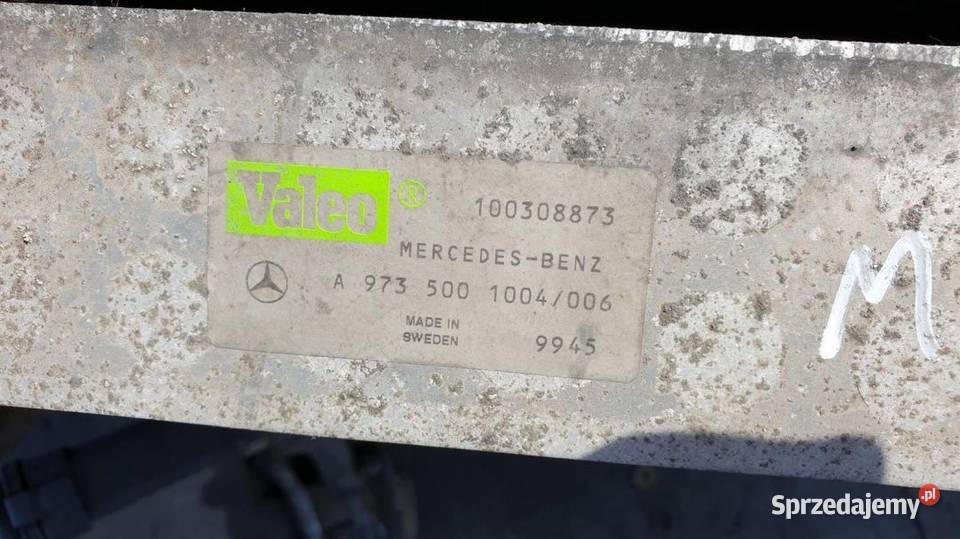 Valeo ® 100308873
MERCEDES-BENZ
A 973 500 1004/006
MADE IN
SWEDEN 9945
M
Sprzedajemy.pl